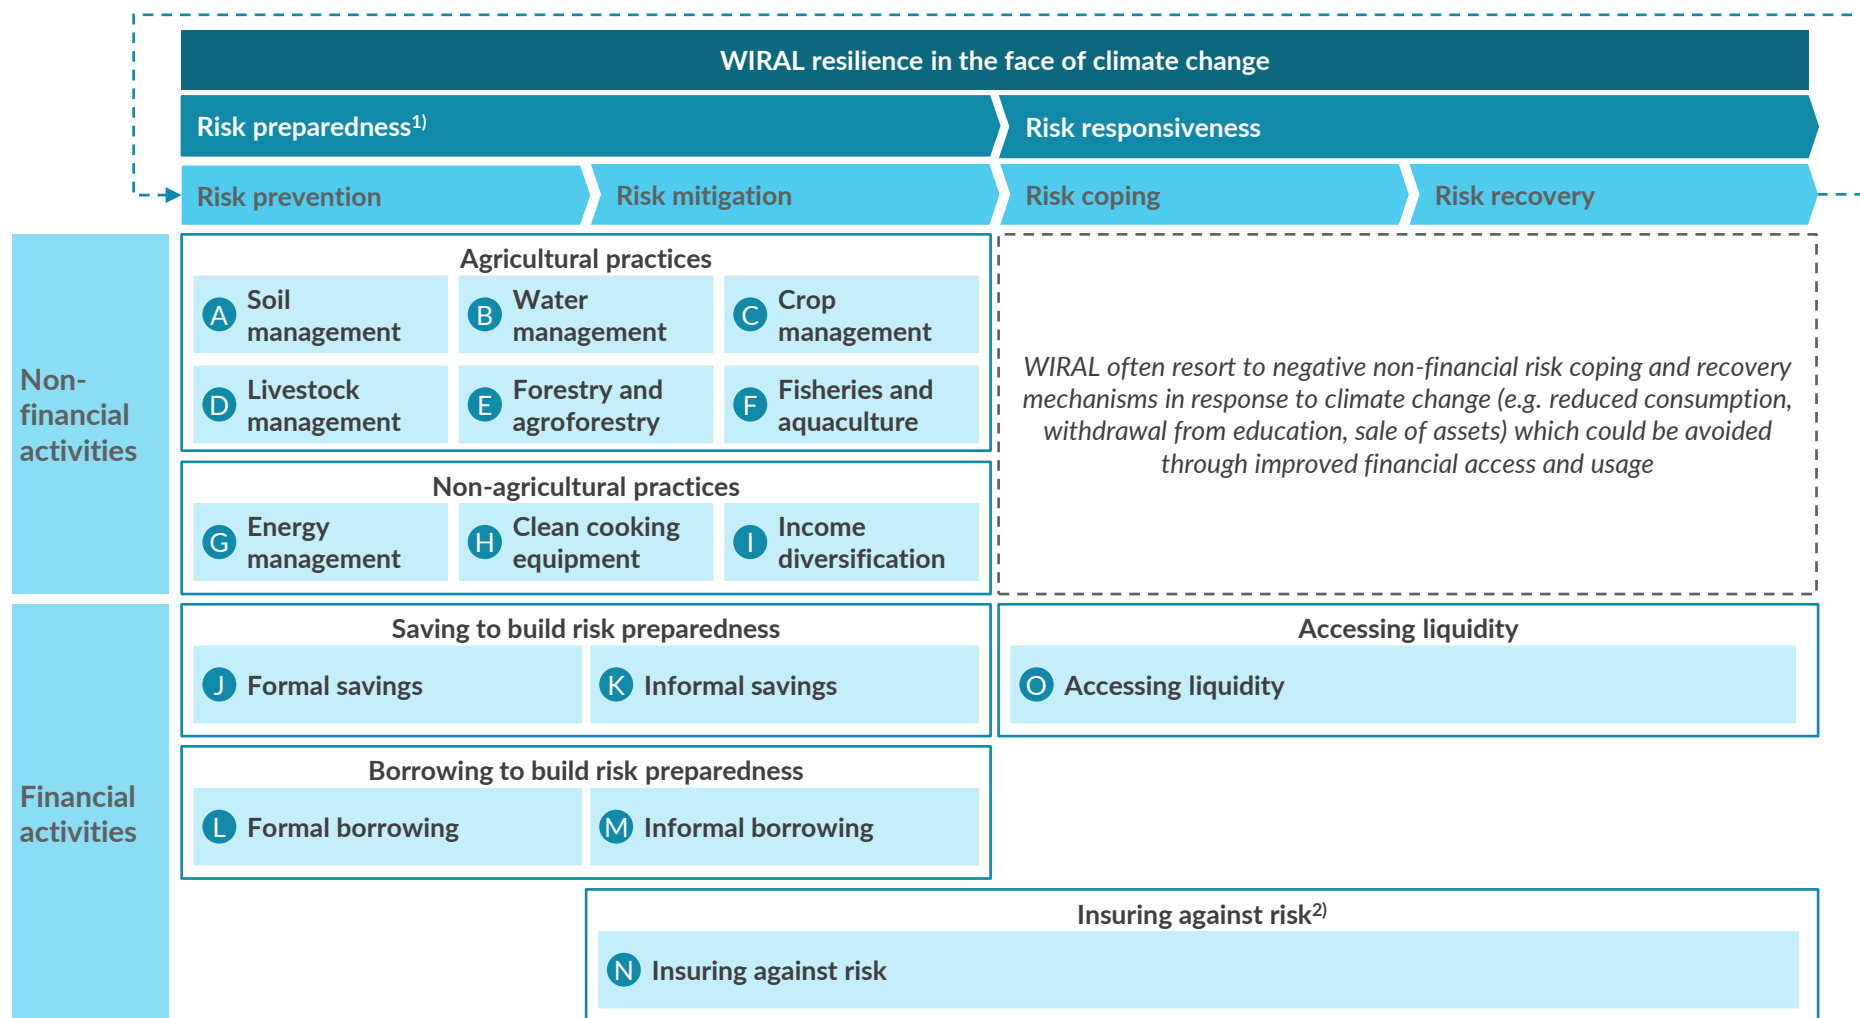 WIRAL resilience in the face of climate change
Risk preparedness1)
Risk responsiveness
Risk prevention
Risk mitigation
Risk coping
Risk recovery
Non-
financial
activities
Agricultural practices
A Soil
management
B Water
management
C Crop
management
D Livestock
management
E Forestry and
agroforestry
F Fisheries and
aquaculture
Non-agricultural practices
G Energy
management
H Clean cooking
equipment
I Income
diversification
WIRAL often resort to negative non-financial risk coping and recovery
mechanisms in response to climate change (e.g. reduced consumption,
withdrawal from education, sale of assets) which could be avoided
through improved financial access and usage
Financial
activities
Saving to build risk preparedness
J Formal savings
K Informal savings
Accessing liquidity
O Accessing liquidity
Borrowing to build risk preparedness
L Formal borrowing
M Informal borrowing
Insuring against risk2)
N Insuring against risk